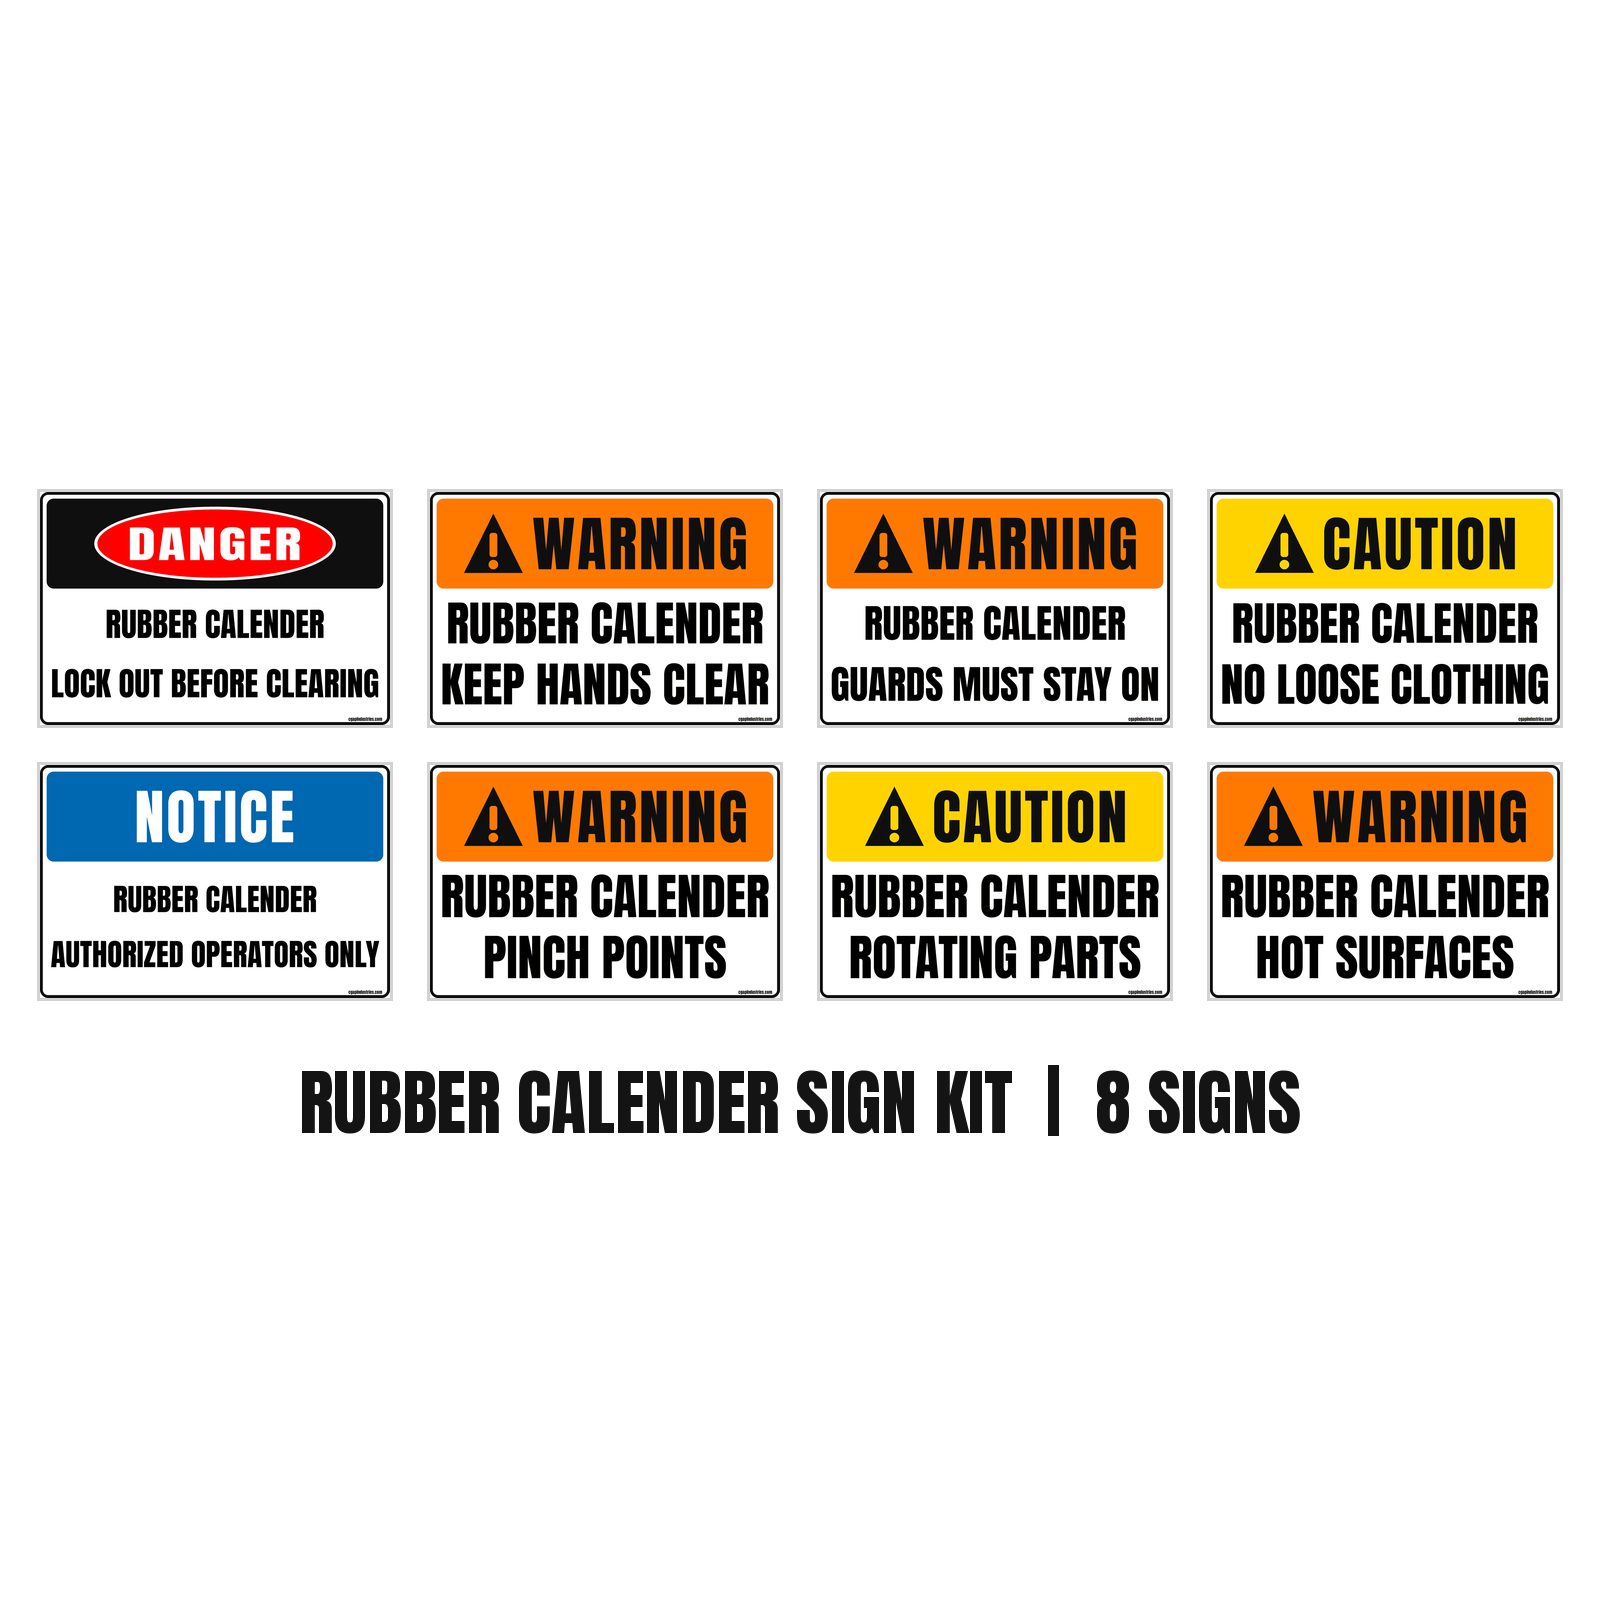 DANGER
RUBBER CALENDER
LOCK OUT BEFORE CLEARING
WARNING
RUBBER CALENDER
KEEP HANDS CLEAR
WARNING
RUBBER CALENDER
GUARDS MUST STAY ON
CAUTION
RUBBER CALENDER
NO LOOSE CLOTHING
NOTICE
RUBBER CALENDER
AUTHORIZED OPERATORS ONLY
WARNING
RUBBER CALENDER
PINCH POINTS
CAUTION
RUBBER CALENDER
ROTATING PARTS
WARNING
RUBBER CALENDER
HOT SURFACES
RUBBER CALENDER SIGN KIT | 8 SIGNS